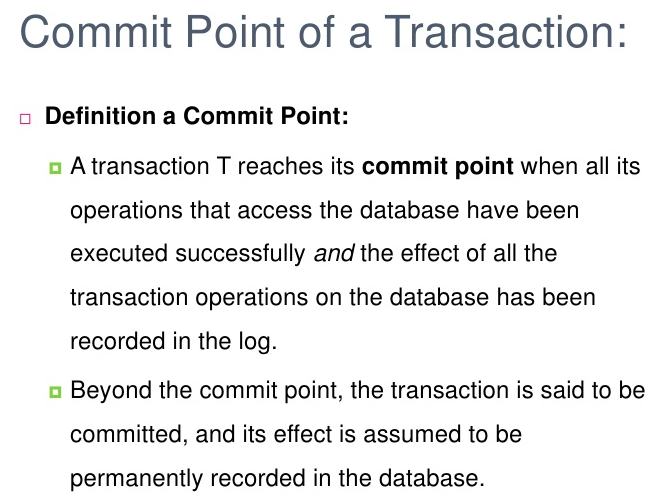 Commit Point of a Transaction:
Definition a Commit Point:
A transaction T reaches its commit point when all its
operations that access the database have been
executed successfully and the effect of all the
transaction operations on the database has been
recorded in the log.
Beyond the commit point, the transaction is said to be
committed, and its effect is assumed to be
permanently recorded in the database.